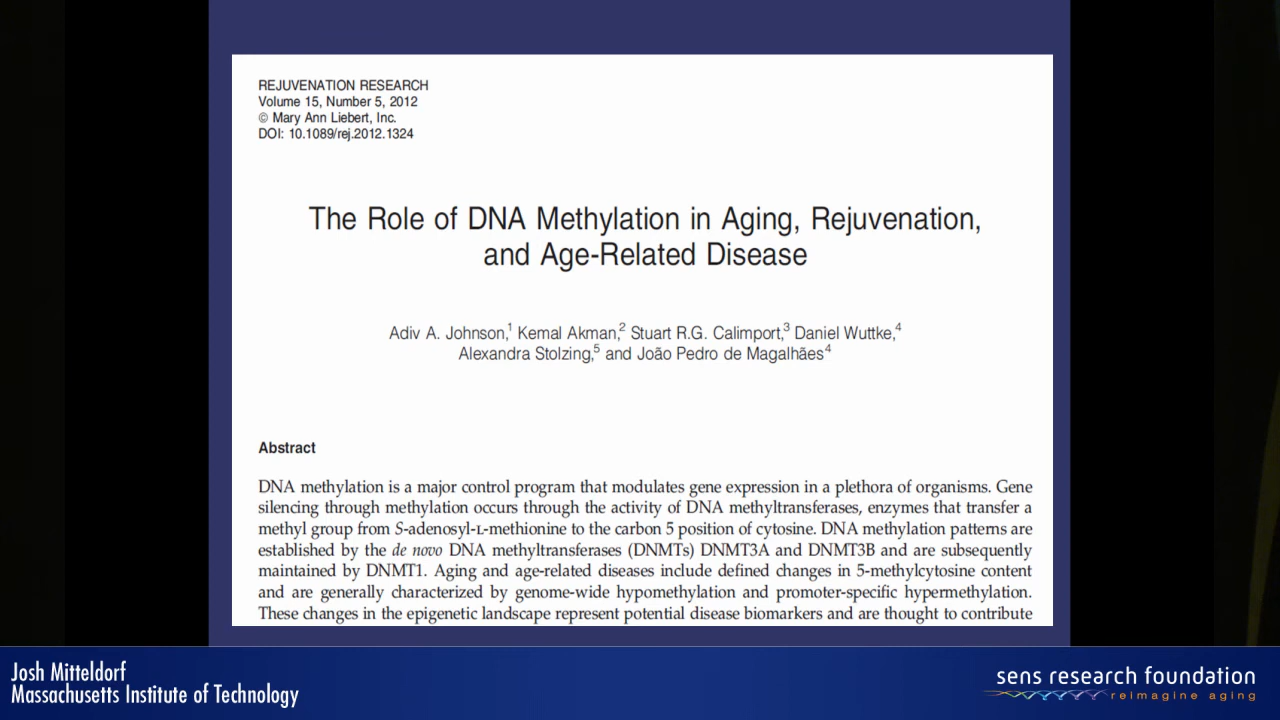 REJUVENATION RESEARCH
Volume 15, Number 5, 2012
© Mary Ann Liebert, Inc.
DOI: 10.1089/rej.2012.1324
The Role of DNA Methylation in Aging, Rejuvenation,
and Age-Related Disease
Adiv A. Johnson,1 Kemal Akman,2 Stuart R.G. Calimport,3 Daniel Wuttke,4
Alexandra Stolzing,5 and João Pedro de Magalhães4
Abstract
DNA methylation is a major control program that modulates gene expression in a plethora of organisms. Gene
silencing through methylation occurs through the activity of DNA methyltransferases, enzymes that transfer a
methyl group from S-adenosyl-L-methionine to the carbon 5 position of cytosine. DNA methylation patterns are
established by the de novo DNA methyltransferases (DNMTs) DNMT3A and DNMT3B and are subsequently
maintained by DNMT1. Aging and age-related diseases include defined changes in 5-methylcytosine content
and are generally characterized by genome-wide hypomethylation and promoter-specific hypermethylation.
These changes in the epigenetic landscape represent potential disease biomarkers and are thought to contribute
Josh Mitteldorf
Massachusetts Institute of Technology
sens research foundation
reimagine aging